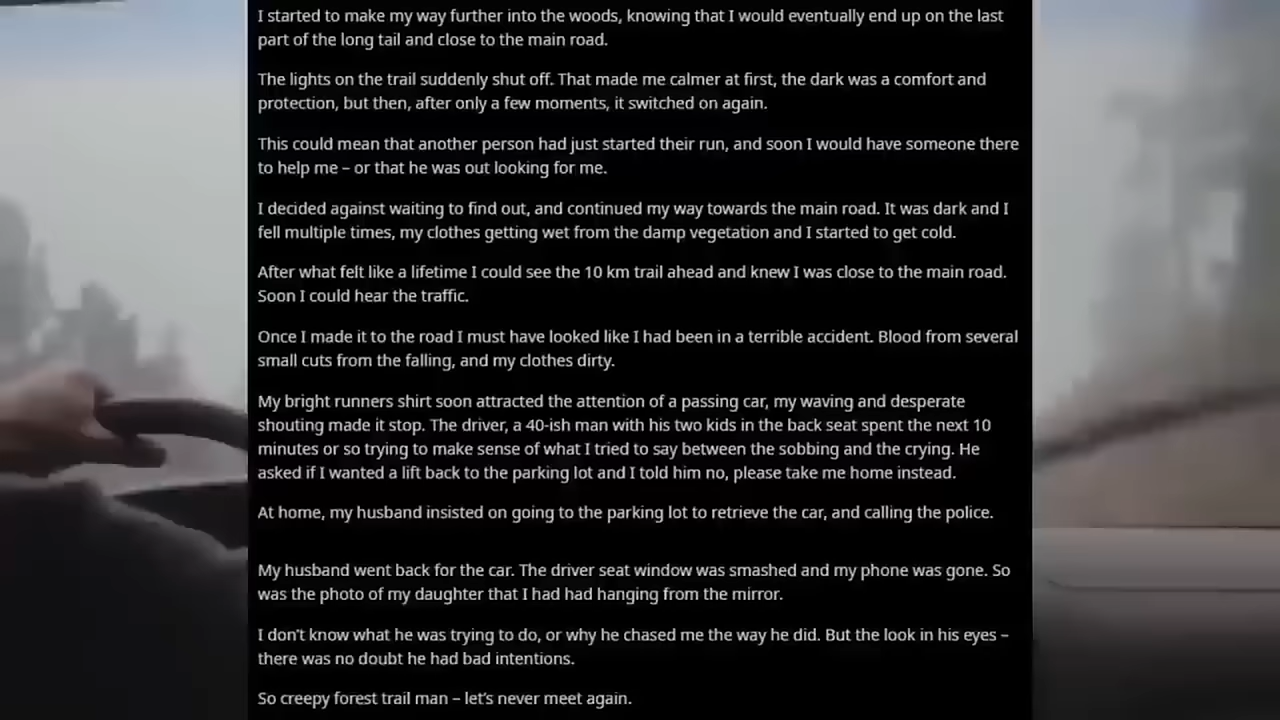 I started to make my way further into the woods, knowing that I would eventually end up on the last
part of the long tail and close to the main road.
The lights on the trail suddenly shut off. That made me calmer at first, the dark was a comfort and
protection, but then, after only a few moments, it switched on again.
This could mean that another person had just started their run, and soon I would have someone there
to help me – or that he was out looking for me.
I decided against waiting to find out, and continued my way towards the main road. It was dark and I
fell multiple times, my clothes getting wet from the damp vegetation and I started to get cold.
After what felt like a lifetime I could see the 10 km trail ahead and knew I was close to the main road.
Soon I could hear the traffic.
Once I made it to the road I must have looked like I had been in a terrible accident. Blood from several
small cuts from the falling, and my clothes dirty.
My bright runners shirt soon attracted the attention of a passing car, my waving and desperate
shouting made it stop. The driver, a 40-ish man with his two kids in the back seat spent the next 10
minutes or so trying to make sense of what I tried to say between the sobbing and the crying. He
asked if I wanted a lift back to the parking lot and I told him no, please take me home instead.
At home, my husband insisted on going to the parking lot to retrieve the car, and calling the police.
My husband went back for the car. The driver seat window was smashed and my phone was gone. So
was the photo of my daughter that I had had hanging from the mirror.
I don't know what he was trying to do, or why he chased me the way he did. But the look in his eyes –
there was no doubt he had bad intentions.
So creepy forest trail man – let's never meet again.